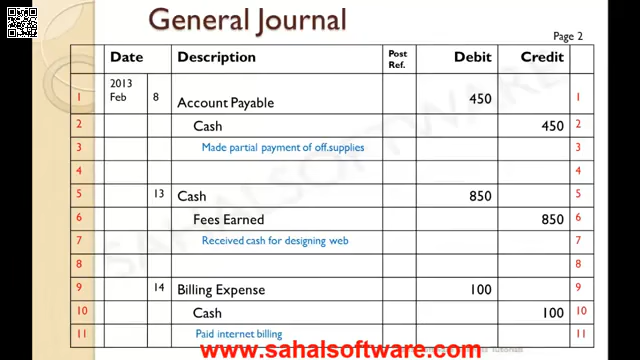 General Journal
Page 2
Date Description Post Ref. Debit Credit
2013
1 Feb 8 Account Payable 450 1
2 Cash 450 2
3 Made partial payment of off.supplies 3
4 4
5 13 Cash 850 5
6 Fees Earned 850 6
7 Received cash for designing web 7
8 8
9 14 Billing Expense 100 9
10 Cash 100 10
11 Paid internet billing 11
www.sahalsoftware.com
SAHALSOFTWARE.COM